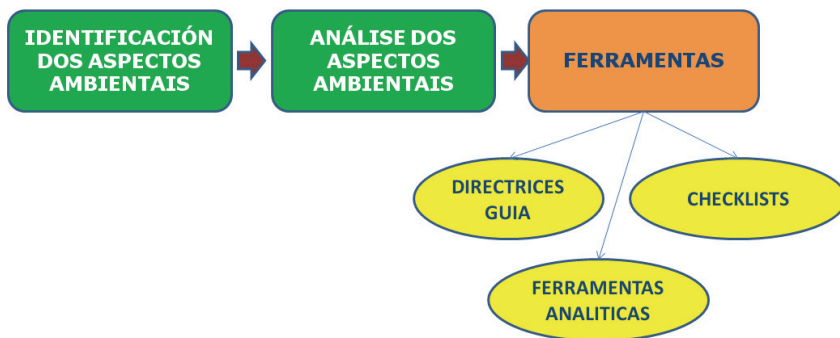 IDENTIFICACIÓN
DOS ASPECTOS
AMBIENTAIS
ANÁLISE DOS
ASPECTOS
AMBIENTAIS
FERRAMENTAS
DIRECTRICES
GUIA
CHECKLISTS
FERRAMENTAS
ANALITICAS